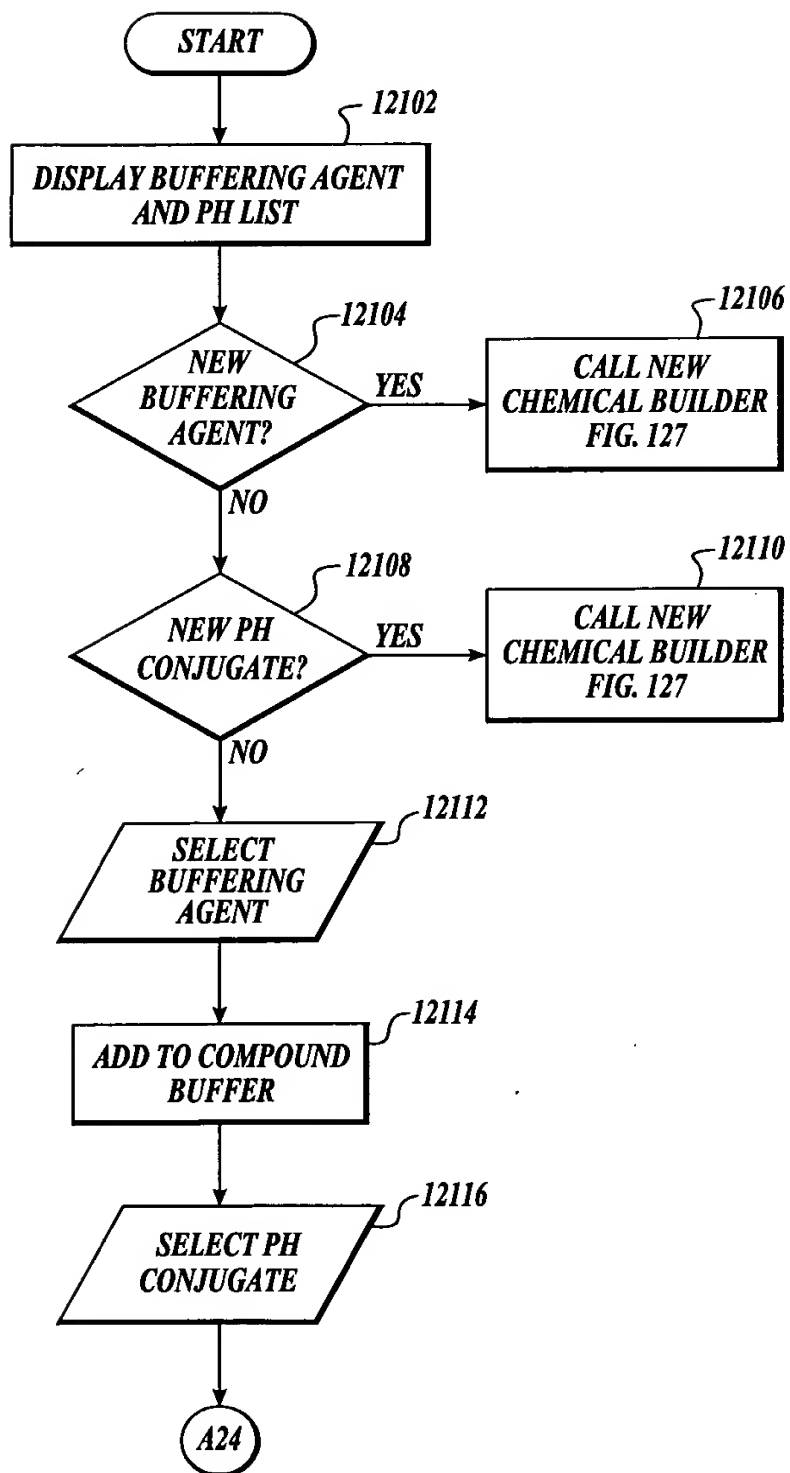 START
12102
DISPLAY BUFFERING AGENT
AND PH LIST
12104
NEW
BUFFERING
AGENT?
YES
12106
CALL NEW
CHEMICAL BUILDER
FIG. 127
NO
12108
NEW PH
CONJUGATE?
YES
12110
CALL NEW
CHEMICAL BUILDER
FIG. 127
NO
12112
SELECT
BUFFERING
AGENT
12114
ADD TO COMPOUND
BUFFER
12116
SELECT PH
CONJUGATE
A24